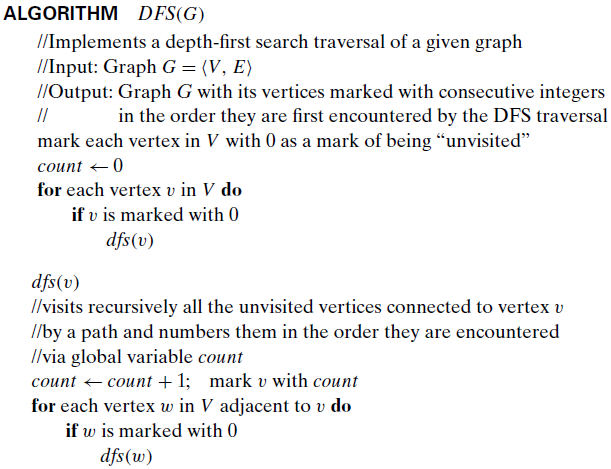 ALGORITHM DFS(G)
//Implements a depth-first search traversal of a given graph
//Input: Graph G = ⟨V, E⟩
//Output: Graph G with its vertices marked with consecutive integers
// in the order they are first encountered by the DFS traversal
mark each vertex in V with 0 as a mark of being “unvisited”
count ← 0
for each vertex v in V do
if v is marked with 0
dfs(v)
dfs(v)
//visits recursively all the unvisited vertices connected to vertex v
//by a path and numbers them in the order they are encountered
//via global variable count
count ← count + 1; mark v with count
for each vertex w in V adjacent to v do
if w is marked with 0
dfs(w)